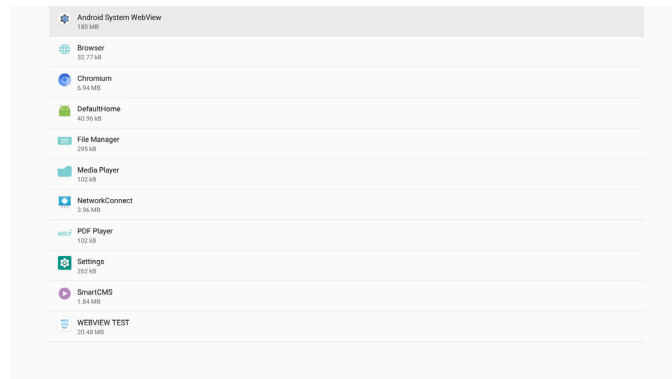 Android System WebView
180 MB
Browser
32.77 kB
Chromium
6.94 MB
DefaultHome
40.96 kB
File Manager
295 kB
Media Player
102 kB
NetworkConnect
3.96 MB
PDF Player
102 kB
Settings
262 kB
SmartCMS
1.84 MB
WEBVIEW TEST
20.48 MB